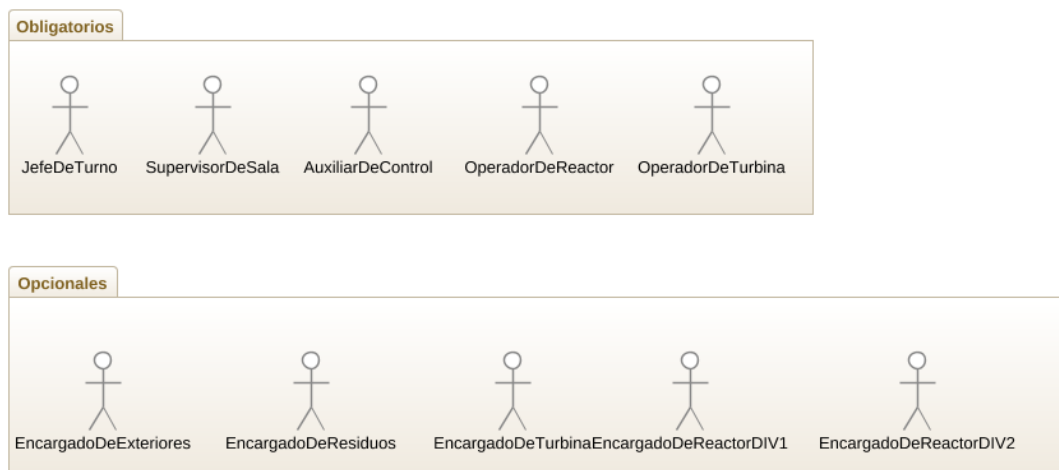 Obligatorios
JefeDeTurno SupervisorDeSala AuxiliarDeControl OperadorDeReactor OperadorDeTurbina
Opcionales
EncargadoDeExteriores EncargadoDeResiduos EncargadoDeTurbina EncargadoDeReactorDIV1 EncargadoDeReactorDIV2